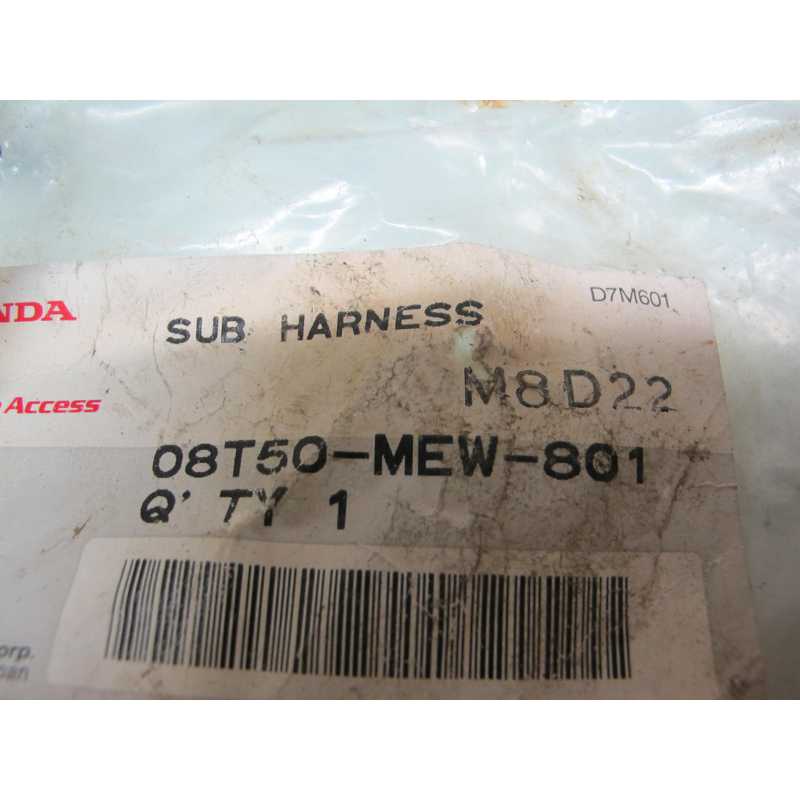 NDA
SUB HARNESS
D7M601
M8D22
Access
08T50-MEW-801
Q'TY 1
orp.
pan